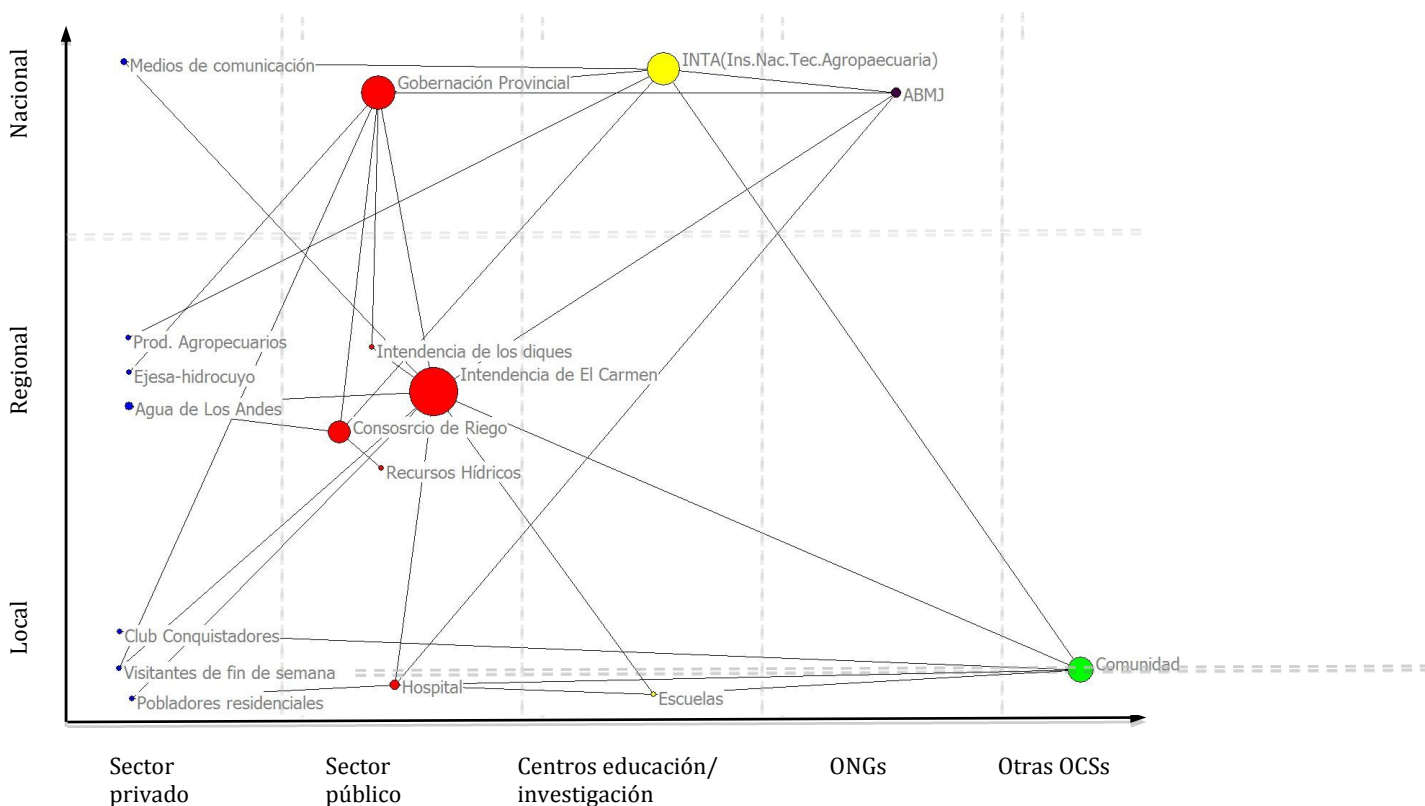 Nacional
Medios de comunicación
INTA(Ins.Nac.Tec.Agropaecuaria)
Gobernación Provincial
ABMJ
Regional
Prod. Agropecuarios
Intendencia de los diques
Ejesa-hidrocuyo
Intendencia de El Carmen
Agua de Los Andes
Consosrcio de Riego
Recursos Hídricos
Local
Club Conquistadores
Visitantes de fin de semana
Comunidad
Pobladores residenciales
Hospital
Escuelas
Sector
privado
Sector
público
Centros educación/
investigación
ONGs
Otras OCSs